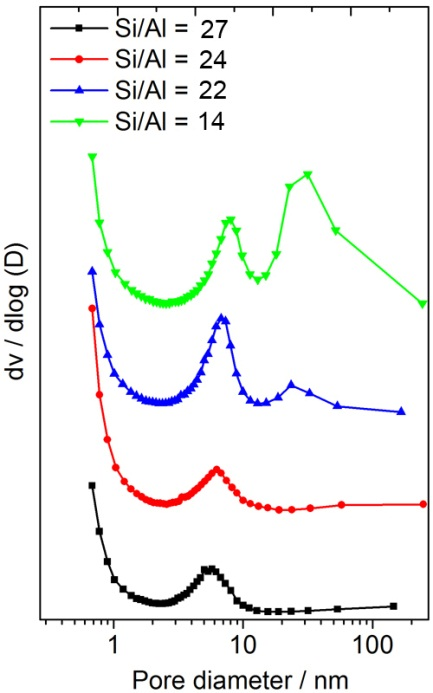 Si/Al = 27
Si/Al = 24
Si/Al = 22
Si/Al = 14
dv / dlog (D)
1 10 100
Pore diameter / nm